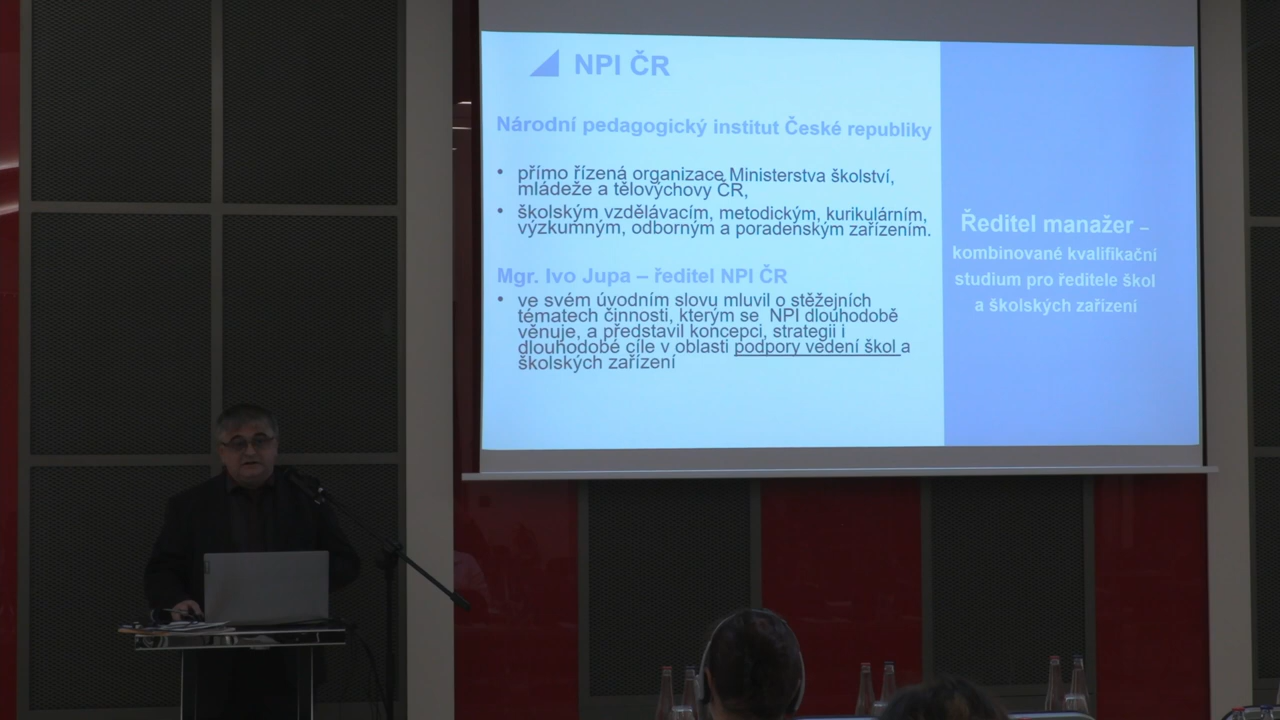 NPI ČR
Národní pedagogický institut České republiky
• přímo řízená organizace Ministerstva školství,
mládeže a tělovýchovy ČR,
• školským vzdělávacím, metodickým, kurikulárním,
výzkumným, odborným a poradenským zařízením.
Mgr. Ivo Jupa – ředitel NPI ČR
• ve svém úvodním slovu mluvil o stěžejních
tématech činnosti, kterým se NPI dlouhodobě
věnuje, a představil koncepci, strategii i
dlouhodobé cíle v oblasti podpory vedení škol a
školských zařízení
Ředitel manažer –
kombinované kvalifikační
studium pro ředitele škol
a školských zařízení